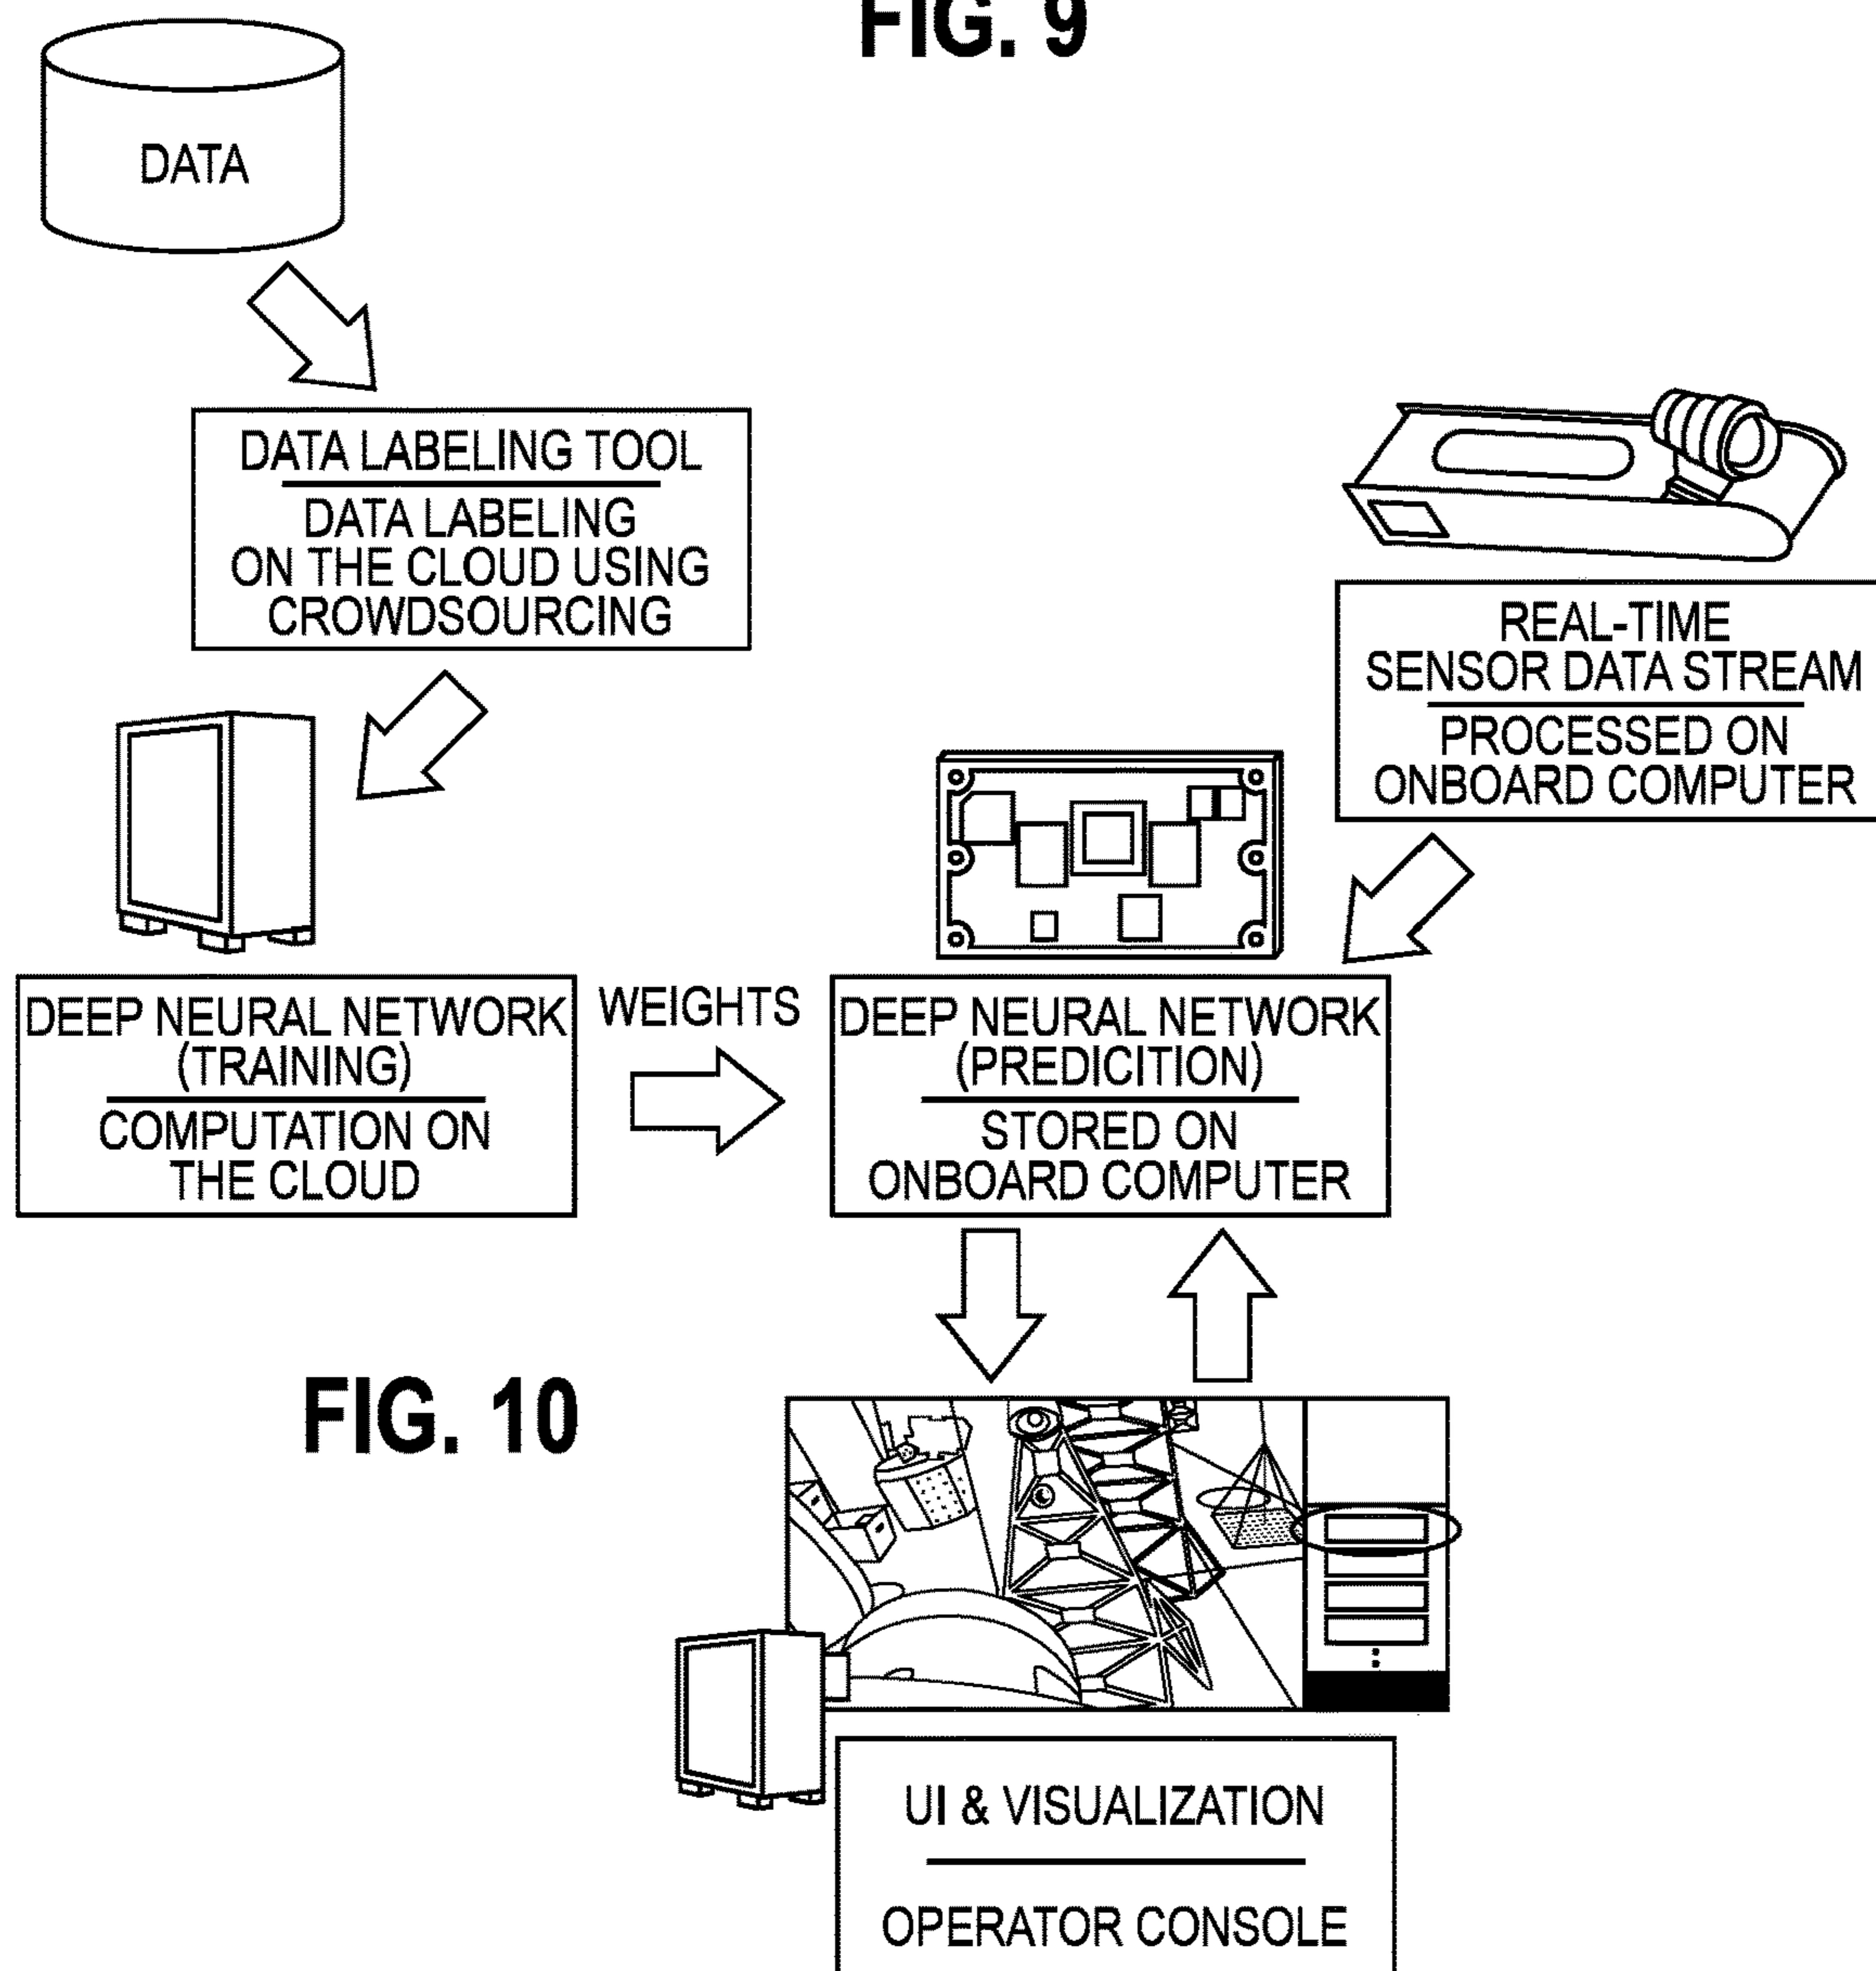 FIG. 9
DATA
DATA LABELING TOOL
DATA LABELING
ON THE CLOUD USING
CROWDSOURCING
REAL-TIME
SENSOR DATA STREAM
PROCESSED ON
ONBOARD COMPUTER
DEEP NEURAL NETWORK
(TRAINING)
COMPUTATION ON
THE CLOUD
WEIGHTS
DEEP NEURAL NETWORK
(PREDICITION)
STORED ON
ONBOARD COMPUTER
FIG. 10
UI & VISUALIZATION
OPERATOR CONSOLE